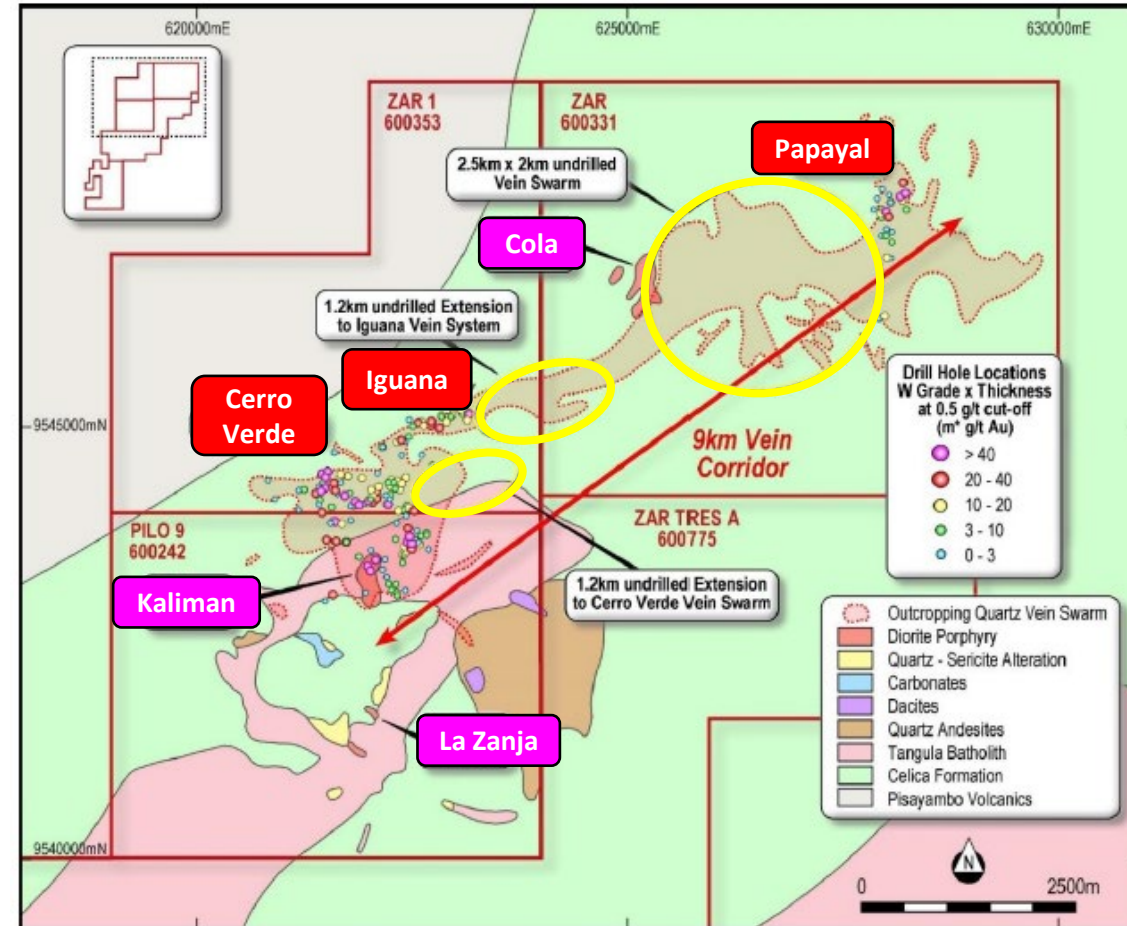 620000mE
625000mE
630000mE
ZAR 1
600353
ZAR
600331
Papayal
2.5km x 2km undrilled
Vein Swarm
Cola
1.2km undrilled Extension
to Iguana Vein System
Iguana
Cerro
Verde
9545000mN
Drill Hole Locations
W Grade x Thickness
at 0.5 g/t cut-off
(m* g/t Au)
> 40
20 - 40
10 - 20
3 - 10
0 - 3
9km Vein
Corridor
PILO 9
600242
ZAR TRES A
600775
Kaliman
1.2km undrilled Extension
to Cerro Verde Vein Swarm
Outcropping Quartz Vein Swarm
Diorite Porphyry
Quartz - Sericite Alteration
Carbonates
Dacites
Quartz Andesites
Tangula Batholith
Celica Formation
Pisayambo Volcanics
La Zanja
9540000mN
N
0
2500m